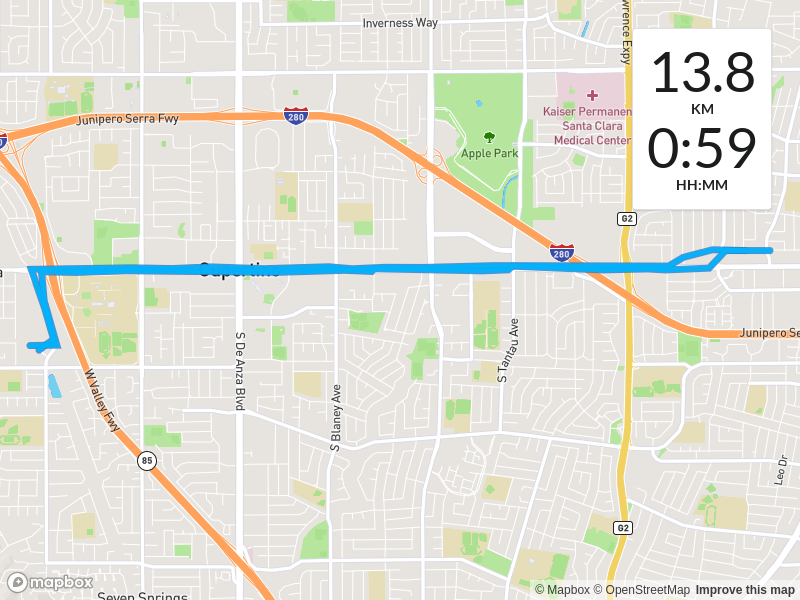 Inverness Way
wrence Expy
13.8
KM
0:59
HH:MM
Kaiser Permanen
Santa Clara
Medical Center
Junipero Serra Fwy
280
Apple Park
G2
280
a
S De Anza Blvd
S Blaney Ave
S Tantau Ave
Junipero Se
W Valley Fwy
85
Leo Dr
G2
Seven Springs
mapbox
© Mapbox © OpenStreetMap Improve this map